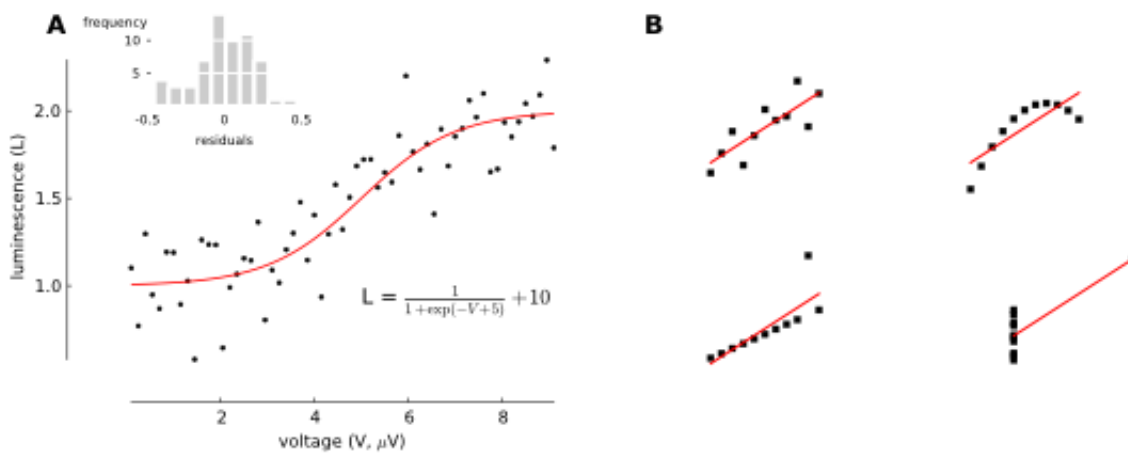 A
B
frequency
10
5
-0.5 0 0.5
residuals
2.0
1.5
1.0
luminescence (L)
L = \frac{1}{1+exp(-V+5)} +10
2 4 6 8
voltage (V, μV)